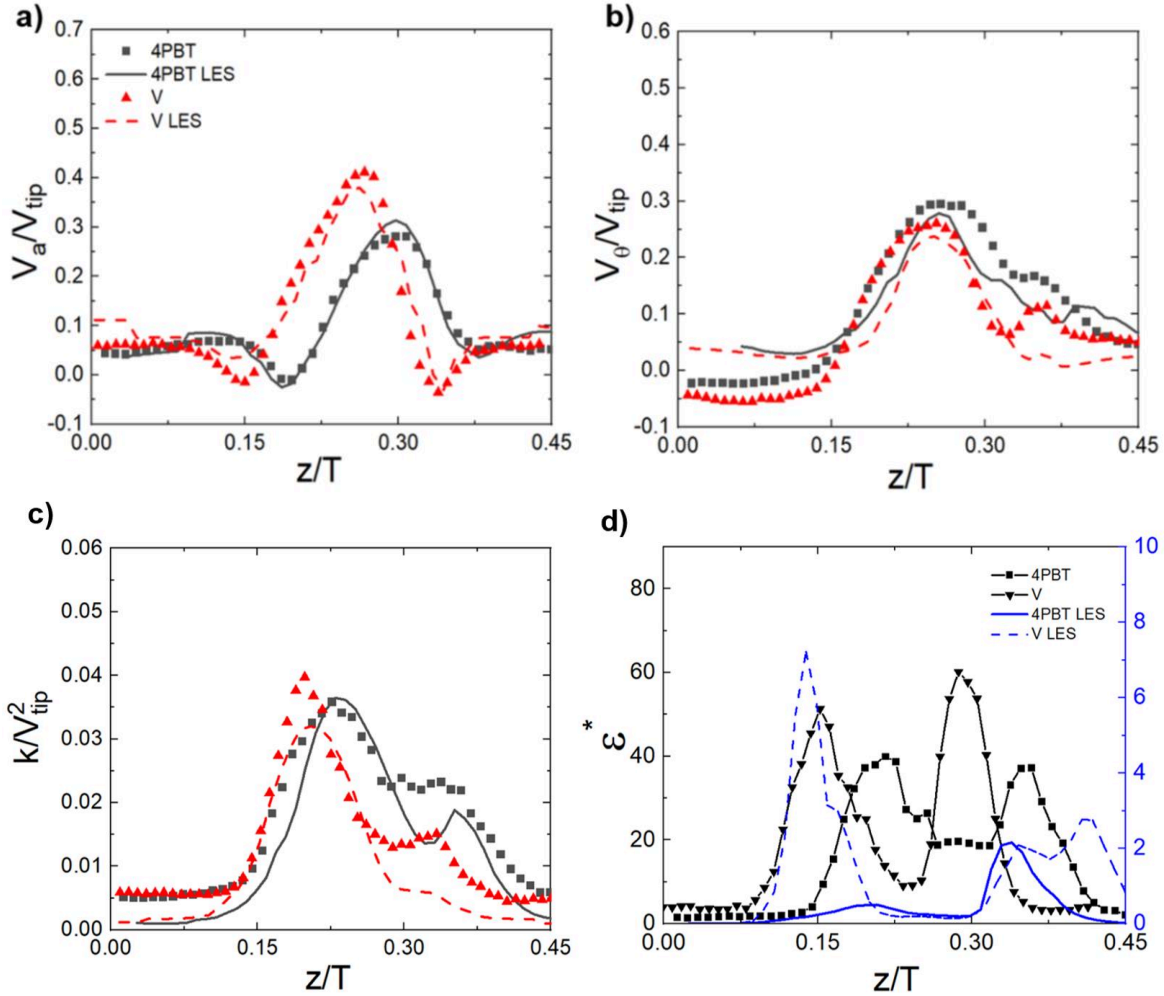 a)
0.7
0.6
0.5
0.4
0.3
0.2
0.1
0.0
-0.1
4PBT
4PBT LES
V
V LES
Va/Vtip
0.00
0.15
0.30
0.45
z/T
b)
0.6
0.5
0.4
0.3
0.2
0.1
0.0
-0.1
Vθ/Vtip
0.00
0.15
0.30
0.45
z/T
c)
0.06
0.05
0.04
0.03
0.02
0.01
0.00
k/V²tip
0.00
0.15
0.30
0.45
z/T
d)
80
60
40
20
0
ε*
4PBT
V
4PBT LES
V LES
10
8
6
4
2
0
0.00
0.15
0.30
0.45
z/T